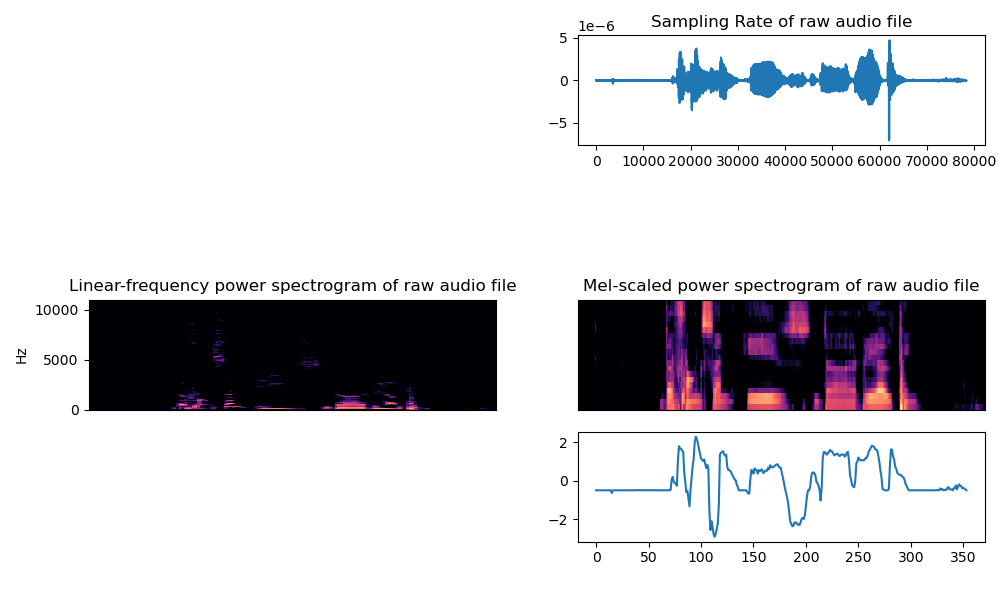 Sampling Rate of raw audio file
1e−6
5
0
−5
0 10000 20000 30000 40000 50000 60000 70000 80000
Linear-frequency power spectrogram of raw audio file
10000
5000
0
Hz
Mel-scaled power spectrogram of raw audio file
2
0
−2
0 50 100 150 200 250 300 350